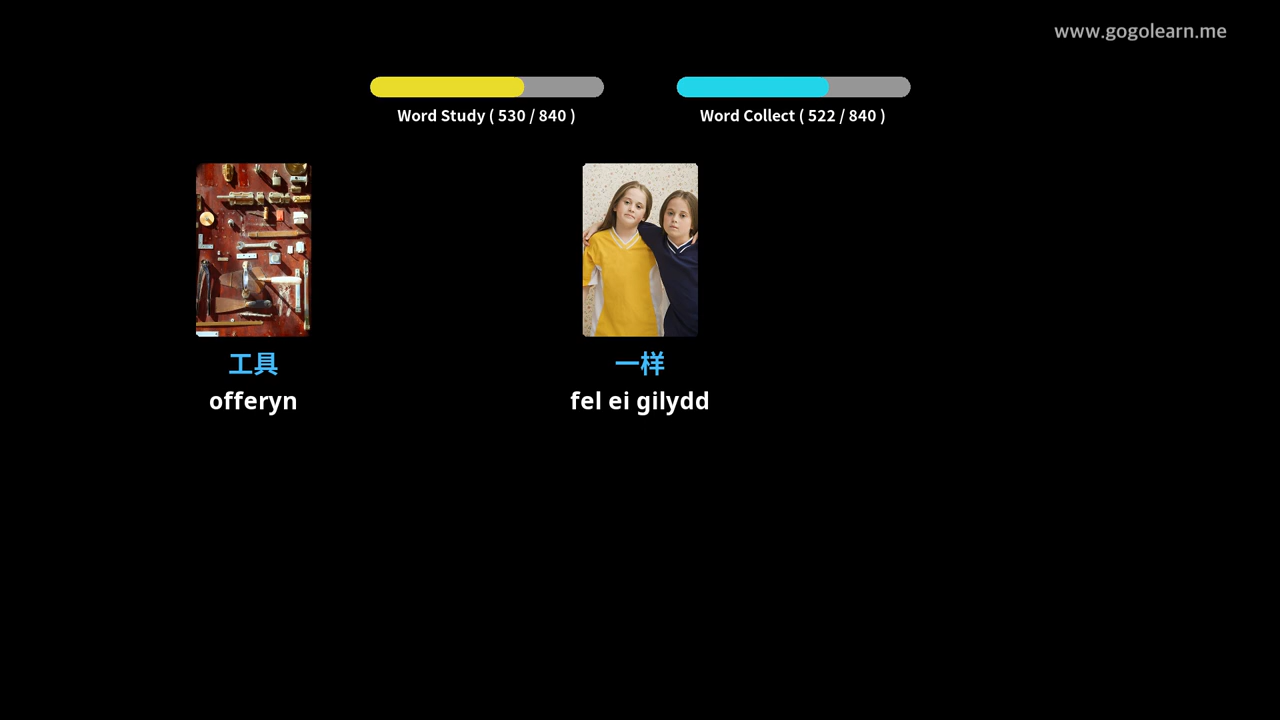 www.gogolearn.me
Word Study ( 530 / 840 )
Word Collect ( 522 / 840 )
工具
offeryn
一样
fel ei gilydd